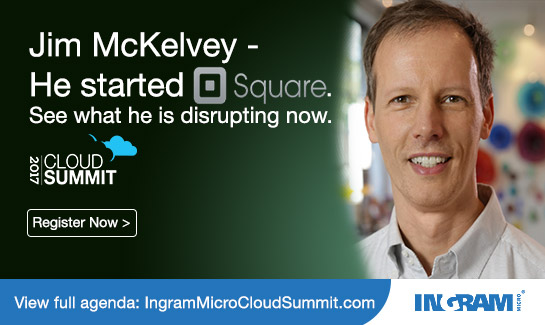 Jim McKelvey -
He started Square.
See what he is disrupting now.
2017 CLOUD
SUMMIT
Register Now >
View full agenda: IngramMicroCloudSummit.com
INGRAM MICRO ®